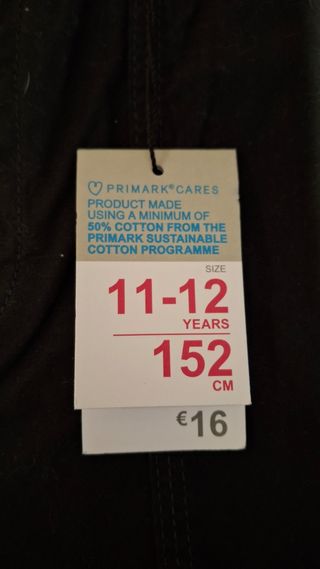 PRIMARK® CARES
PRODUCT MADE
USING A MINIMUM OF
50% COTTON FROM THE
PRIMARK SUSTAINABLE
COTTON PROGRAMME
SIZE
11-12
YEARS
152
CM
€16